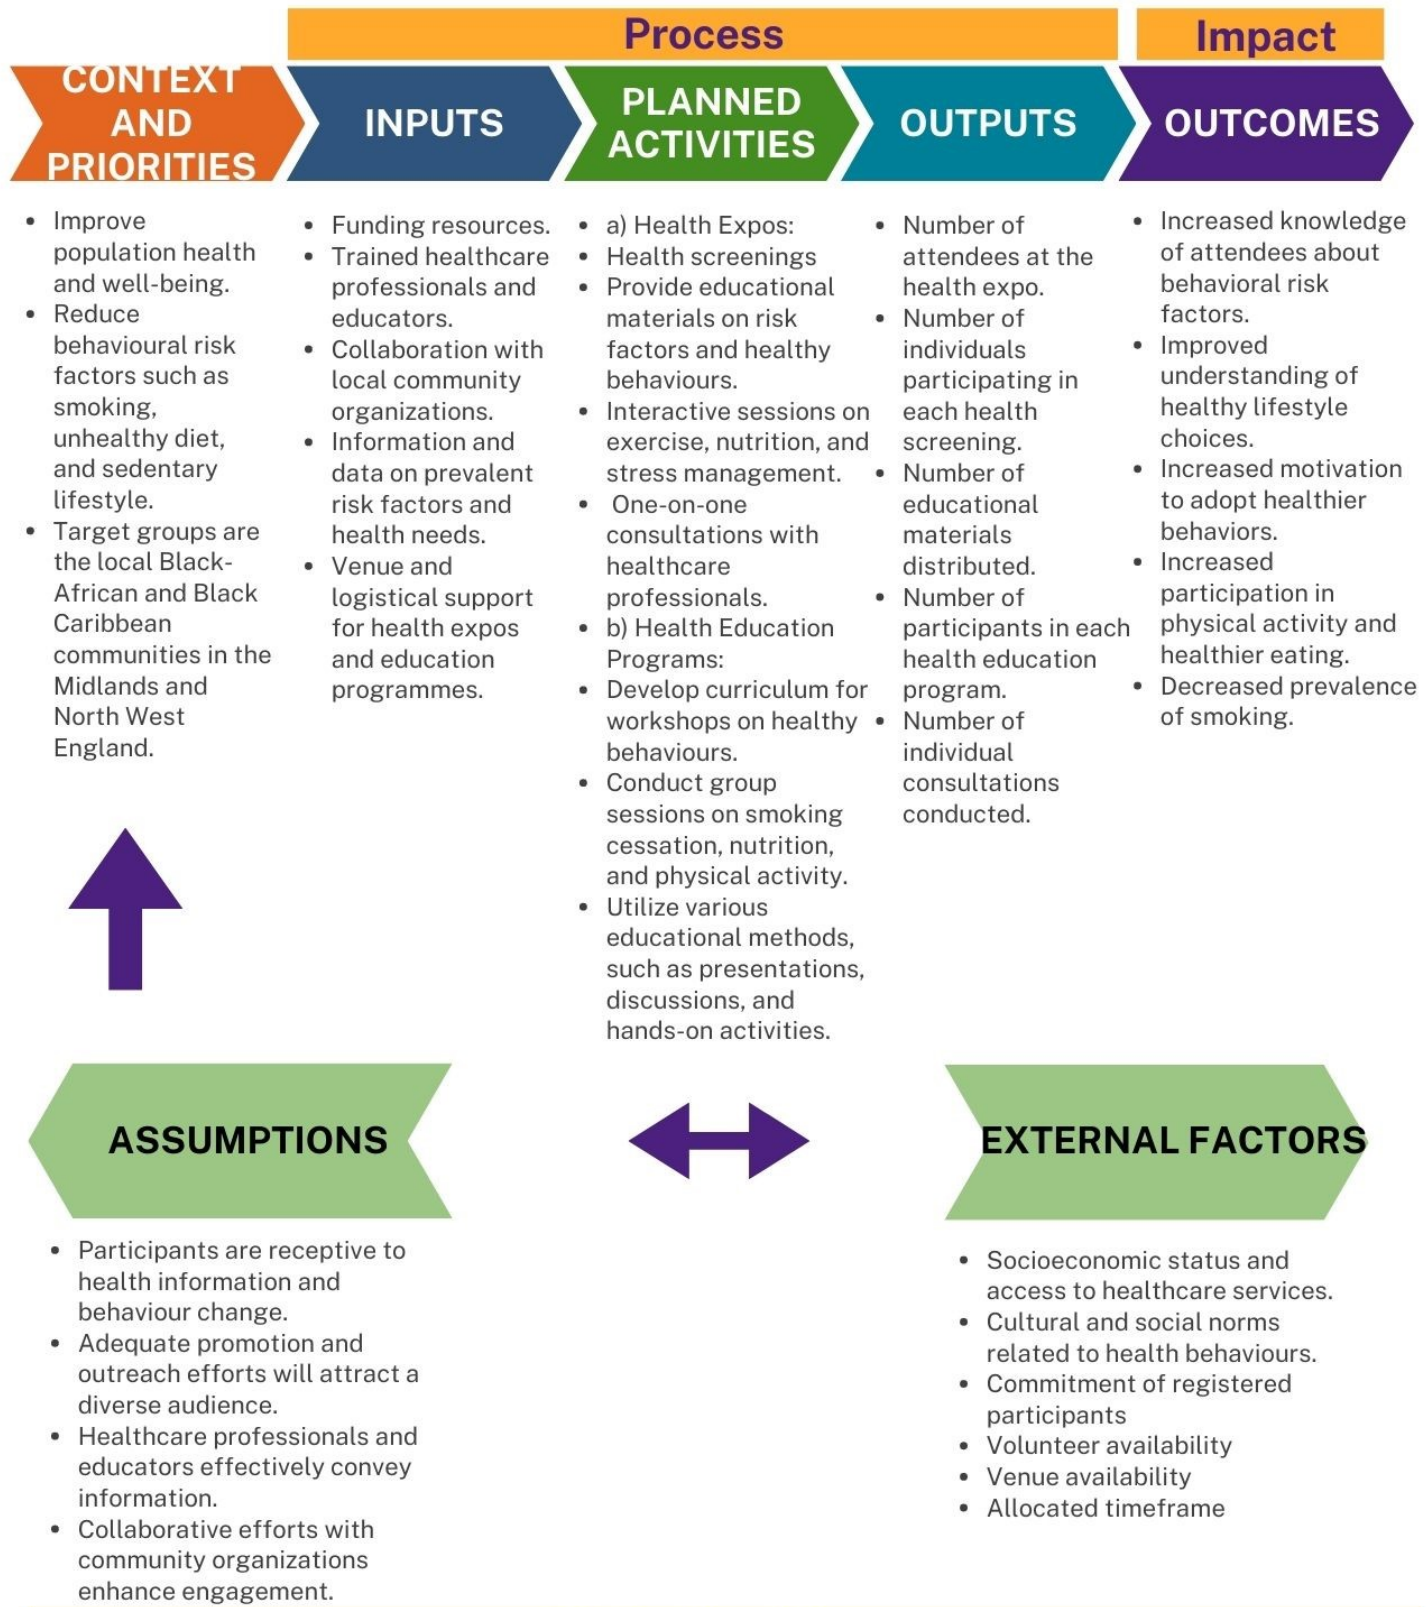 Process
Impact
CONTEXT
AND
PRIORITIES
INPUTS
PLANNED
ACTIVITIES
OUTPUTS
OUTCOMES
• Improve
population health
and well-being.
• Reduce
behavioural risk
factors such as
smoking,
unhealthy diet,
and sedentary
lifestyle.
• Target groups are
the local Black-
African and Black
Caribbean
communities in the
Midlands and
North West
England.
• Funding resources.
• Trained healthcare
professionals and
educators.
• Collaboration with
local community
organizations.
• Information and
data on prevalent
risk factors and
health needs.
• Venue and
logistical support
for health expos
and education
programmes.
• a) Health Expos:
• Health screenings
• Provide educational
materials on risk
factors and healthy
behaviours.
• Interactive sessions on
exercise, nutrition, and
stress management.
• One-on-one
consultations with
healthcare
professionals.
• b) Health Education
Programs:
• Develop curriculum for
workshops on healthy
behaviours.
• Conduct group
sessions on smoking
cessation, nutrition,
and physical activity.
• Utilize various
educational methods,
such as presentations,
discussions, and
hands-on activities.
• Number of
attendees at the
health expo.
• Number of
individuals
participating in
each health
screening.
• Number of
educational
materials
distributed.
• Number of
participants in each
health education
program.
• Number of
individual
consultations
conducted.
• Increased knowledge
of attendees about
behavioral risk
factors.
• Improved
understanding of
healthy lifestyle
choices.
• Increased motivation
to adopt healthier
behaviors.
• Increased
participation in
physical activity and
healthier eating.
• Decreased prevalence
of smoking.
ASSUMPTIONS
• Participants are receptive to
health information and
behaviour change.
• Adequate promotion and
outreach efforts will attract a
diverse audience.
• Healthcare professionals and
educators effectively convey
information.
• Collaborative efforts with
community organizations
enhance engagement.
EXTERNAL FACTORS
• Socioeconomic status and
access to healthcare services.
• Cultural and social norms
related to health behaviours.
• Commitment of registered
participants
• Volunteer availability
• Venue availability
• Allocated timeframe